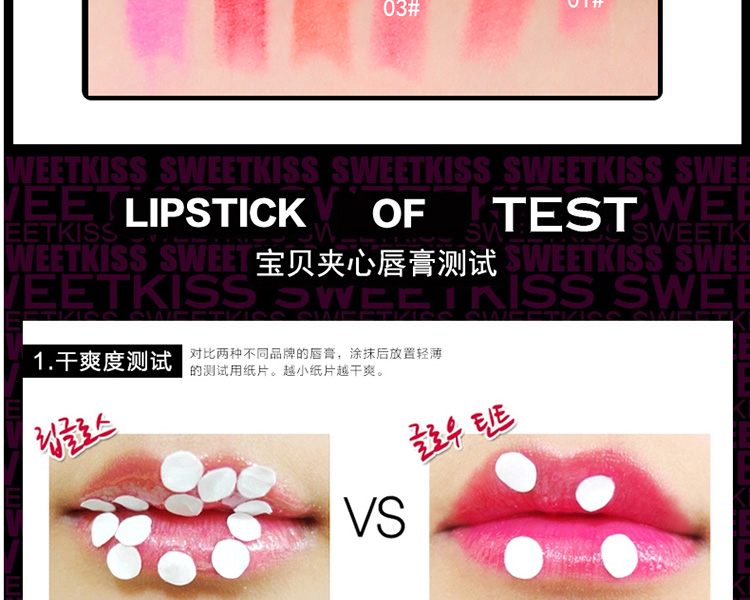 03#
01#
SWEETKISS SWEETKISS SWEETKISS SWEETKISS
LIPSTICK OF TEST
宝贝夹心唇膏测试
SWEETKISS SWEETKISS SWEETKISS
1.干爽度测试
对比两种不同品牌的唇膏，涂抹后放置轻薄
的测试用纸片。越小纸片越干爽。
립글로스
글로우 틴트
VS